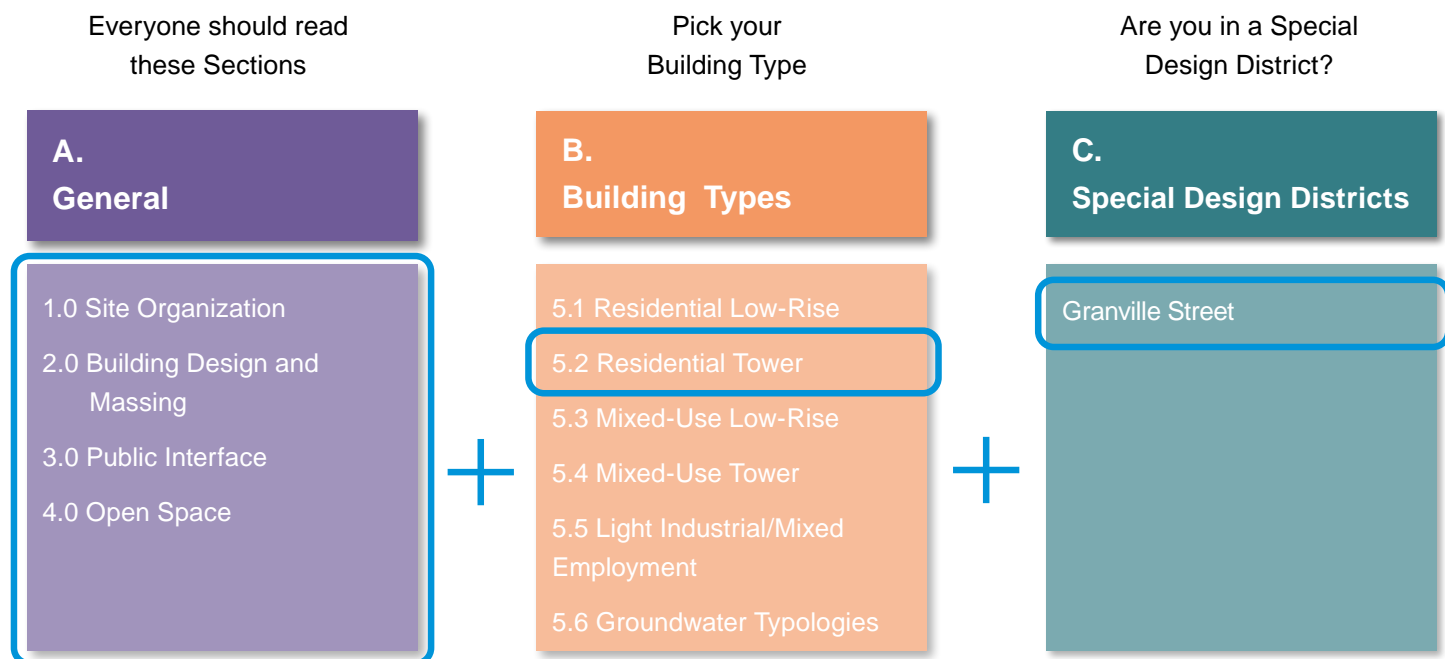 Everyone should read
these Sections
A.
General
1.0 Site Organization
2.0 Building Design and
Massing
3.0 Public Interface
4.0 Open Space
Pick your
Building Type
B.
Building Types
5.1 Residential Low-Rise
5.2 Residential Tower
5.3 Mixed-Use Low-Rise
5.4 Mixed-Use Tower
5.5 Light Industrial/Mixed
Employment
5.6 Groundwater Typologies
Are you in a Special
Design District?
C.
Special Design Districts
Granville Street